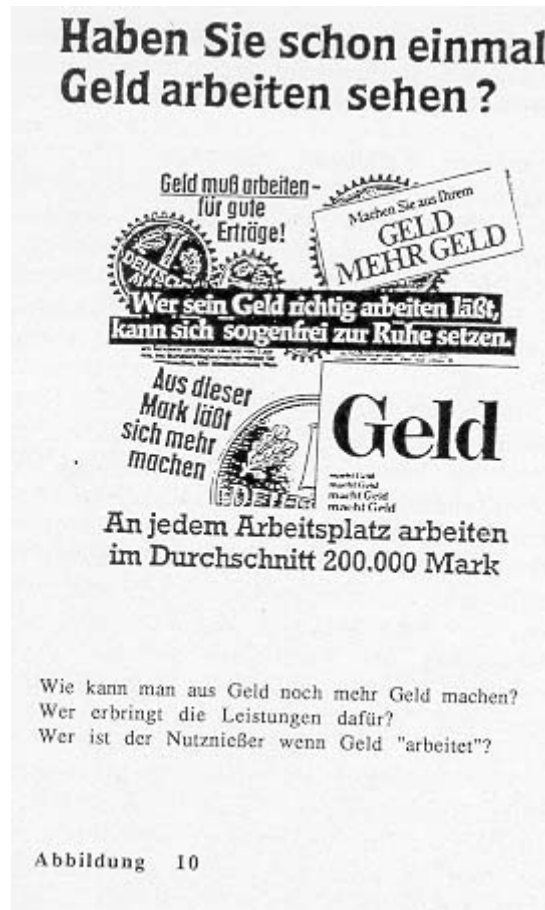 Haben Sie schon einmal
Geld arbeiten sehen?
Geld muß arbeiten-
für gute
Erträge!
Machen Sie aus Ihrem
GELD
MEHR GELD
1
DEUTSCHE
Wer sein Geld richtig arbeiten läßt,
kann sich sorgenfrei zur Ruhe setzen.
Aus dieser
Mark läßt
sich mehr
machen
Geld
macht Geld
macht Geld
macht Geld
macht Geld
An jedem Arbeitsplatz arbeiten
im Durchschnitt 200.000 Mark
Wie kann man aus Geld noch mehr Geld machen?
Wer erbringt die Leistungen dafür?
Wer ist der Nutznießer wenn Geld "arbeitet"?
Abbildung 10